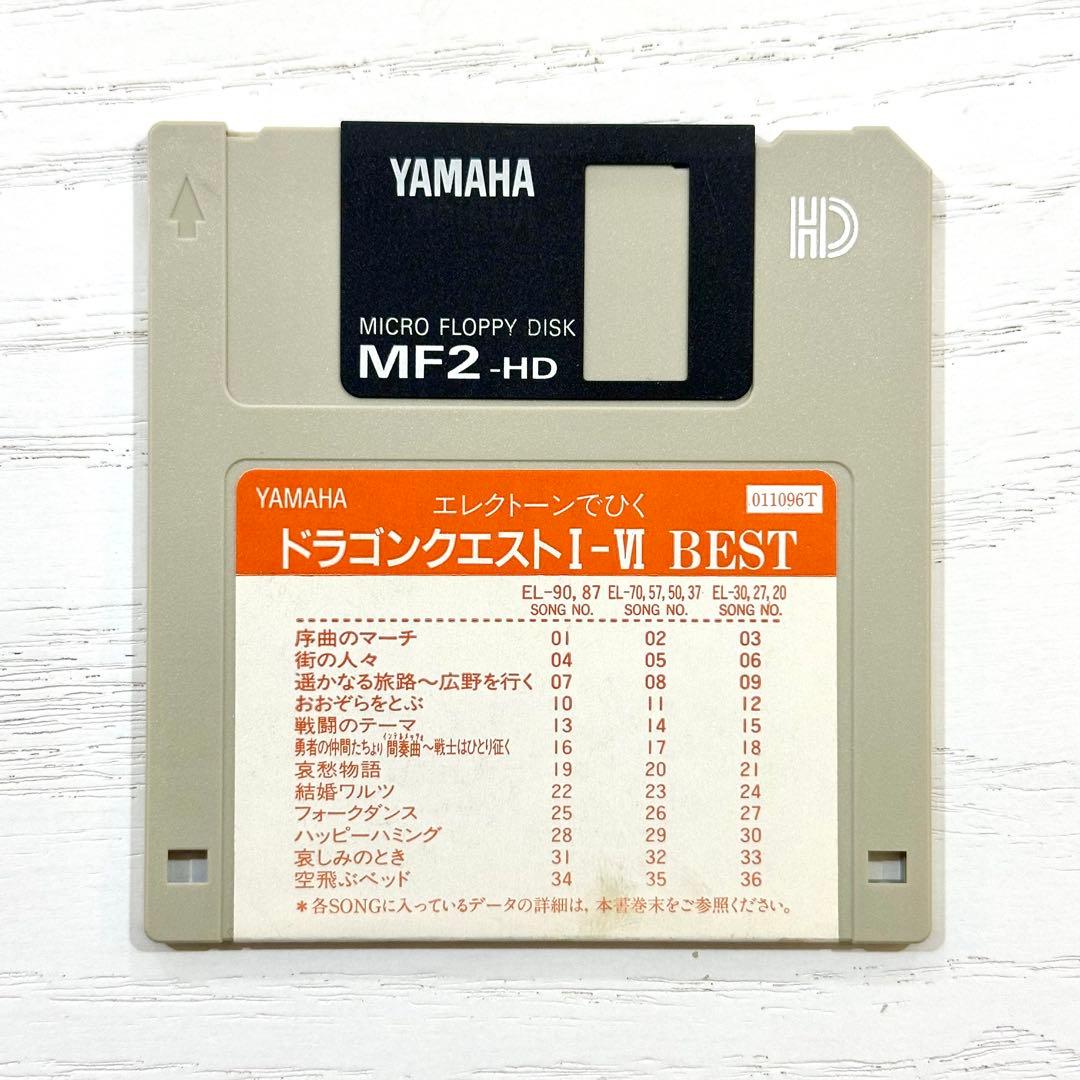 YAMAHA
HD
MICRO FLOPPY DISK
MF2-HD
YAMAHA
エレクトーンでひく
011096T
ドラゴンクエストI-VI BEST
EL-90, 87 EL-70, 57, 50, 37 EL-30, 27, 20
SONG NO. SONG NO. SONG NO.
序曲のマーチ 01 02 03
街の人々 04 05 06
遥かなる旅路〜広野を行く 07 08 09
おおぞらをとぶ 10 11 12
戦闘のテーマ 13 14 15
インテルメッツォ
勇者の仲間たちより間奏曲〜戦士はひとり征く 16 17 18
哀愁物語 19 20 21
結婚ワルツ 22 23 24
フォークダンス 25 26 27
ハッピーハミング 28 29 30
哀しみのとき 31 32 33
空飛ぶベッド 34 35 36
*各SONGに入っているデータの詳細は,本書巻末をご参照ください。